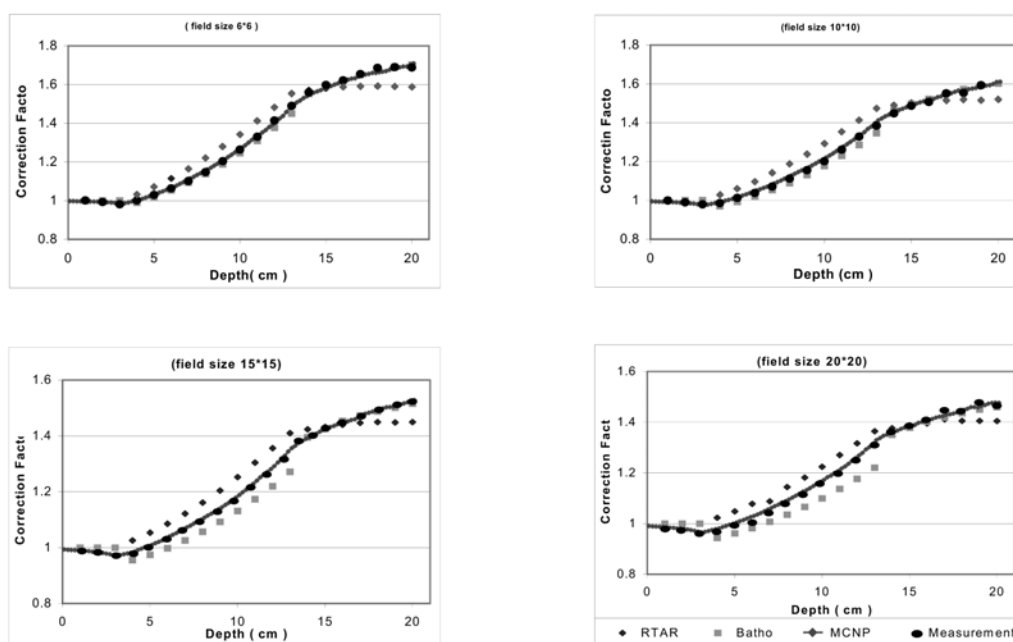 ( field size 6*6 )
1.8
1.6
1.4
1.2
1
0.8
Correction Facto
0 5 10 15 20
Depth( cm )
(field size 10*10)
1.8
1.6
1.4
1.2
1
0.8
Correctin Facto
0 5 10 15 20
Depth (cm )
(field size 15*15)
1.6
1.4
1.2
1
0.8
Correction Fact
0 5 10 15 20
Depth ( cm )
(field size 20*20)
1.6
1.4
1.2
1
0.8
Correction Fact
0 5 10 15 20
Depth ( cm )
RTAR Batho MCNP Measurement